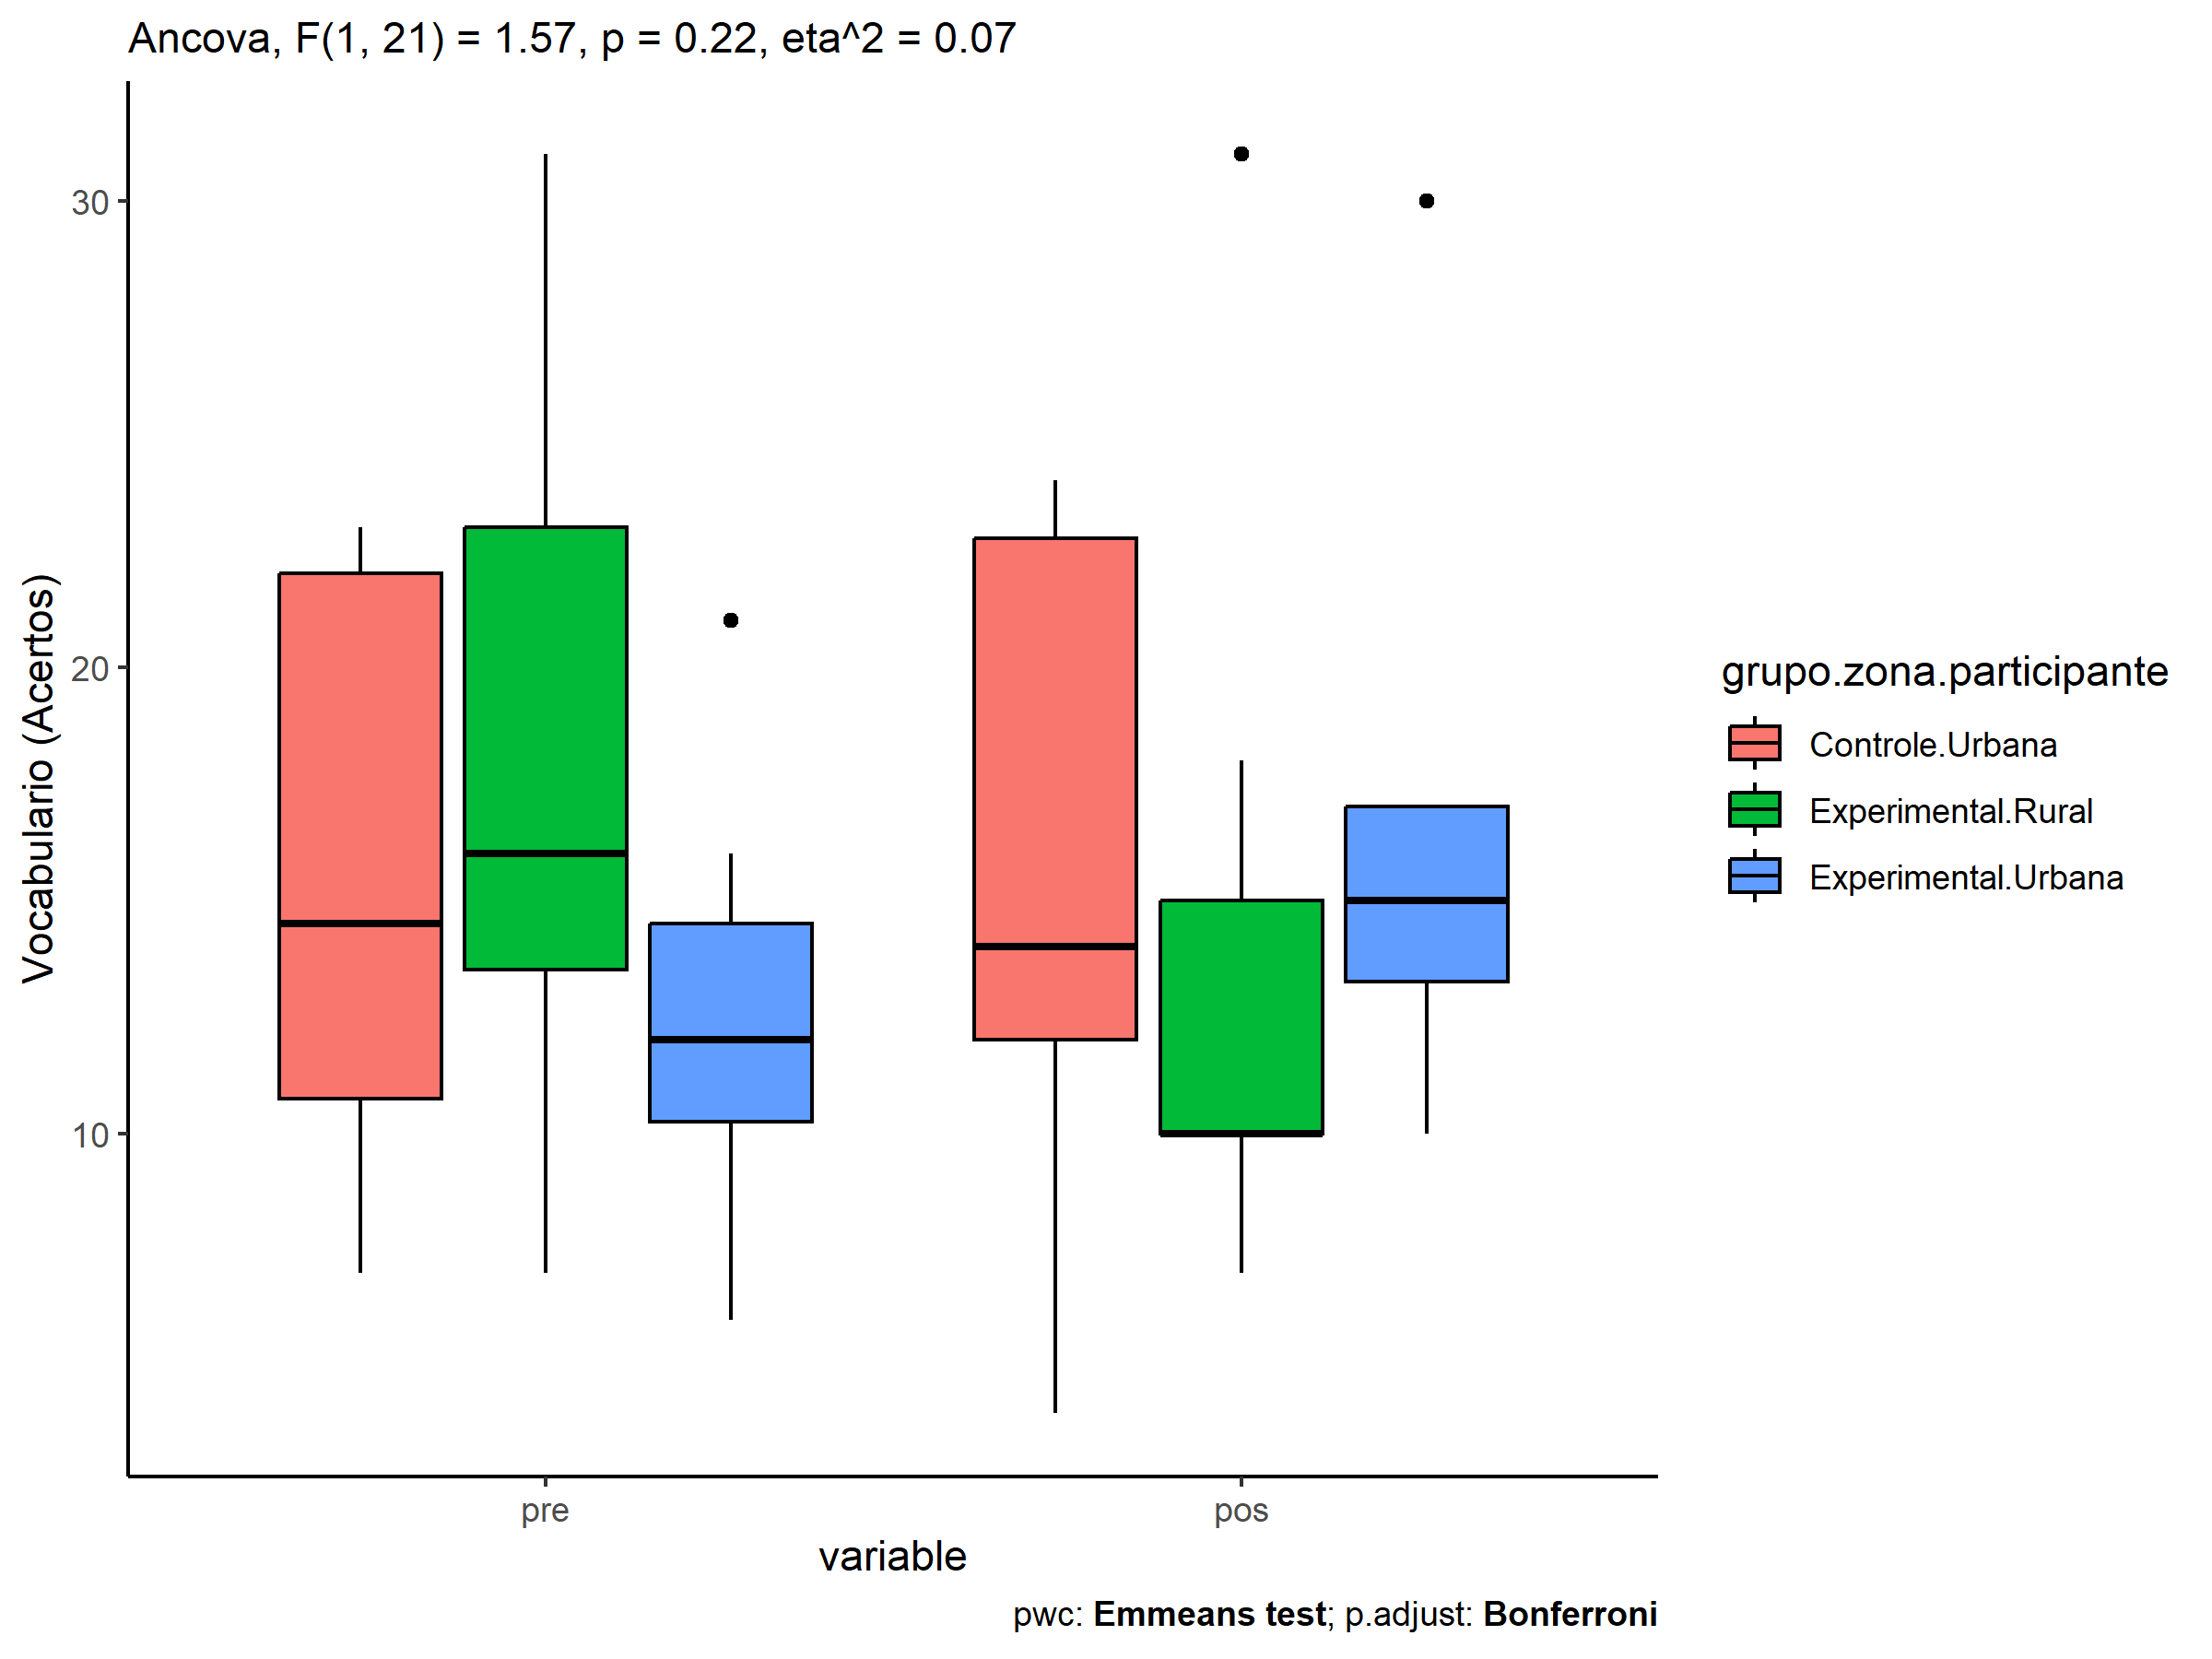 Ancova, F(1, 21) = 1.57, p = 0.22, eta^2 = 0.07
Vocabulario (Acertos)
30
20
10
pre
pos
variable
grupo.zona.participante
Controle.Urbana
Experimental.Rural
Experimental.Urbana
pwc: Emmeans test; p.adjust: Bonferroni